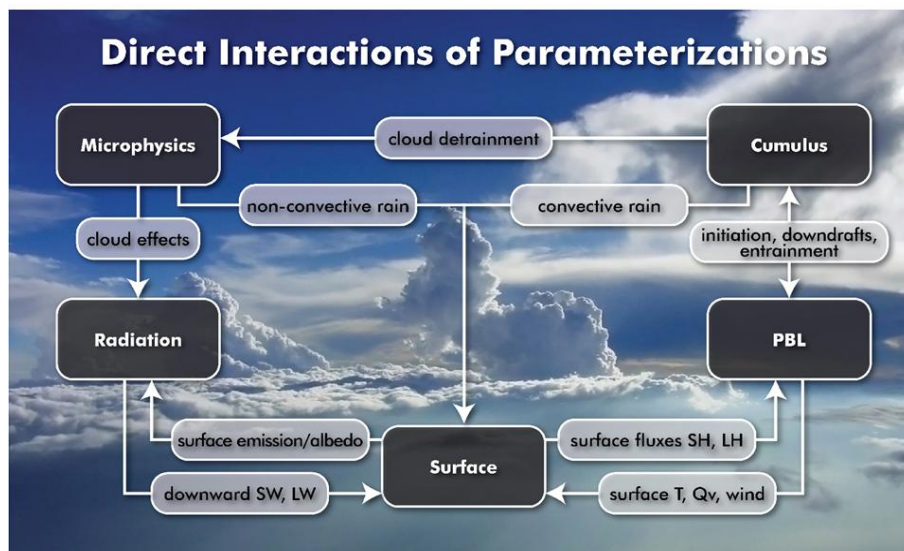 Direct Interactions of Parameterizations
Microphysics
cloud detrainment
Cumulus
non-convective rain
convective rain
cloud effects
initiation, downdrafts,
entrainment
Radiation
PBL
surface emission/albedo
surface fluxes SH, LH
Surface
downward SW, LW
surface T, Qv, wind